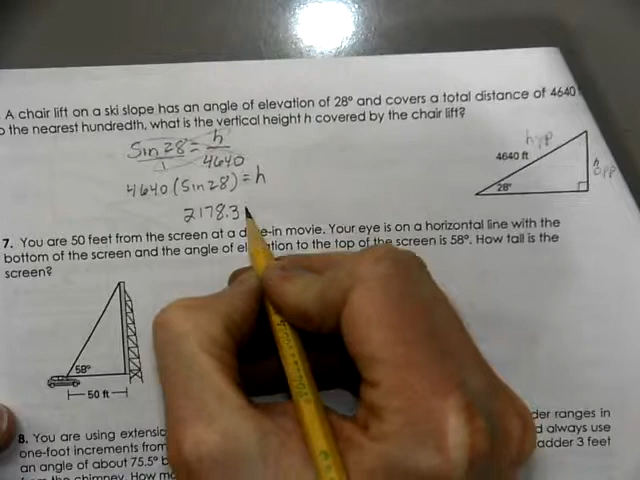 A chair lift on a ski slope has an angle of elevation of 28° and covers a total distance of 4640
the nearest hundredth, what is the vertical height h covered by the chair lift?
Sin 28 = h
1 4640
4640 (Sin 28) = h
2178.3
hyp
4640 ft
h
opp
28°
7. You are 50 feet from the screen at a in movie. Your eye is on a horizontal line with the
bottom of the screen and the angle of to the top of the screen is 58°. How tall is the
screen?
58°
50 ft
8. You are using
one-foot increments from
an angle of about 75.5°
the chimney. How
ranges in
always use
adder 3 feet